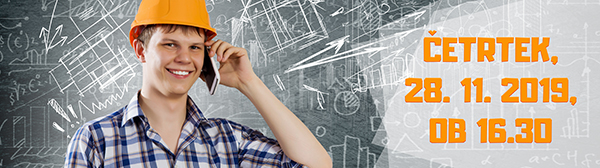 ČETRTEK,
28. 11. 2019,
OB 16.30